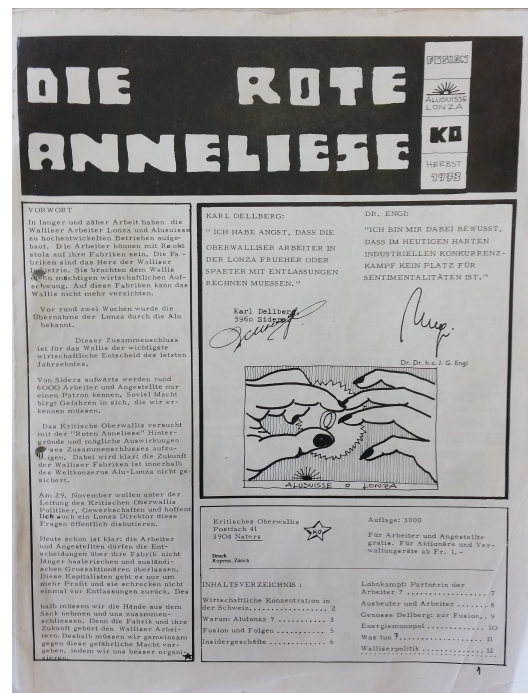 DIE ROTE
ANNELIESE
FUSION
ALUSUISSE
LONZA
KO
HERBST
1973
VORWORT
In langer und zäher Arbeit haben die
Walliser Arbeiter Lonza und Alusuisse
zu hochentwickelten Betrieben aufge-
baut. Die Arbeiter können mit Recht
stolz auf ihre Fabriken sein. Die Fa-
briken sind das Herz der Walliser
Industrie. Sie brachten dem Wallis
den mächtigen wirtschaftlichen Auf-
schwung. Auf diese Fabriken kann das
Wallis nicht mehr verzichten.
Vor rund zwei Wochen wurde die
Übernahme der Lonza durch die Alu
bekannt.
Dieser Zusammenschluss
ist für das Wallis der wichtigste
wirtschaftliche Entscheid des letzten
Jahrzehntes.
Von Siders aufwärts werden rund
6000 Arbeiter und Angestellte nur
einen Patron kennen. Soviel Macht
birgt Gefahren in sich, die wir er-
kennen müssen.
Das Kritische Oberwallis versucht
mit der "Roten Anneliese" Hinter-
gründe und mögliche Auswirkungen
des Zusammenschlusses aufzu-
zeigen. Dabei wird klar: die Zukunft
der Walliser Fabriken ist innerhalb
des Weltkonzerns Alu-Lonza nicht ge-
sichert.
Am 29. November wollen unter der
Leitung des Kritischen Oberwallis
Politiker, Gewerkschaften und hoffent
lich auch ein Lonza Direktor diese
Fragen öffentlich diskutieren.
Heute schon ist klar: die Arbeiter
und Angestellten dürfen die Ent-
scheidungen über ihre Fabrik nicht
länger baslerischen und ausländi-
schen Grossaktionären überlassen.
Diese Kapitalisten geht es nur um
mehr Profit und sie schrecken nicht
einmal vor Entlassungen zurück. Des
halb müssen wir die Hände aus dem
Sack nehmen und uns zusammen-
schliessen. Denn die Fabrik und ihre
Zukunft gehört den Walliser Arbei-
tern. Deshalb müssen wir gemeinsam
gegen diese gefährliche Macht vor-
gehen, indem wir uns besser organi-
sieren.
KARL DELLBERG:
"ICH HABE ANGST, DASS DIE
OBERWALLISER ARBEITER IN
DER LONZA FRUEHER ODER
SPAETER MIT ENTLASSUNGEN
RECHNEN MUESSEN."
Karl Dellberg
3960 Siders
DR. ENGI:
"ICH BIN MIR DABEI BEWUSST,
DASS IM HEUTIGEN HARTEN
INDUSTRIELLEN KONKURRENZ-
KAMPF KEIN PLATZ FÜR
SENTIMENTALITÄTEN IST."
Engi.
Dr. Dr. h.c. J. G. Engi
ALUSUISSE o LONZA
Kritisches Oberwallis
Postfach 41
3904 Naters
KO
Druck
Kopress, Zürich
Auflage: 3000
Für Arbeiter und Angestellte
gratis. Für Aktionäre und Ver-
waltungsräte ab Fr. 1,-
INHALTSVERZEICHNIS:
Wirtschaftliche Konzentration in
der Schweiz.................. 2
Warum Alulonza ? ............ 3
Fusion und Folgen ........... 5
Insidergeschäfte ............ 6
Lohnkampf: Partnerin der
Arbeiter ? .................. 7
Ausbeuter und Arbeiter ...... 8
Genosse Dellberg: zur Fusion.. 9
Energiemonopol .............. 10
Was tun ?.................... 11
Walliserpolitik ............. 12
1